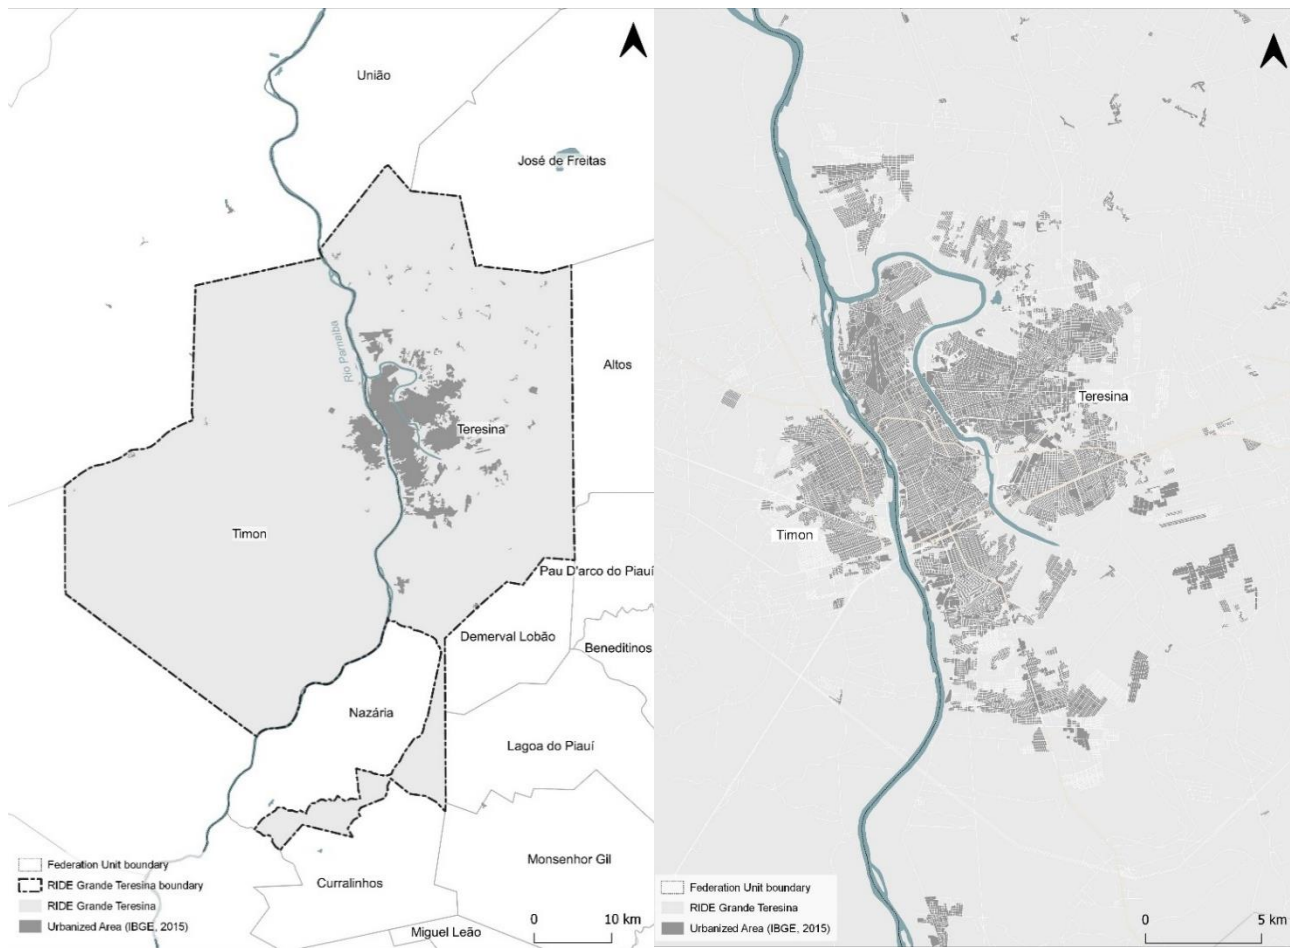 União
José de Freitas
Rio Parnaíba
Altos
Teresina
Timon
Pau D'arco do Piauí
Demerval Lobão
Beneditinos
Nazária
Lagoa do Piauí
Monsenhor Gil
Curralinhos
Miguel Leão
Federation Unit boundary
RIDE Grande Teresina boundary
RIDE Grande Teresina
Urbanized Area (IBGE, 2015)
0 10 km
Teresina
Timon
Federation Unit boundary
RIDE Grande Teresina
Urbanized Area (IBGE, 2015)
0 5 km